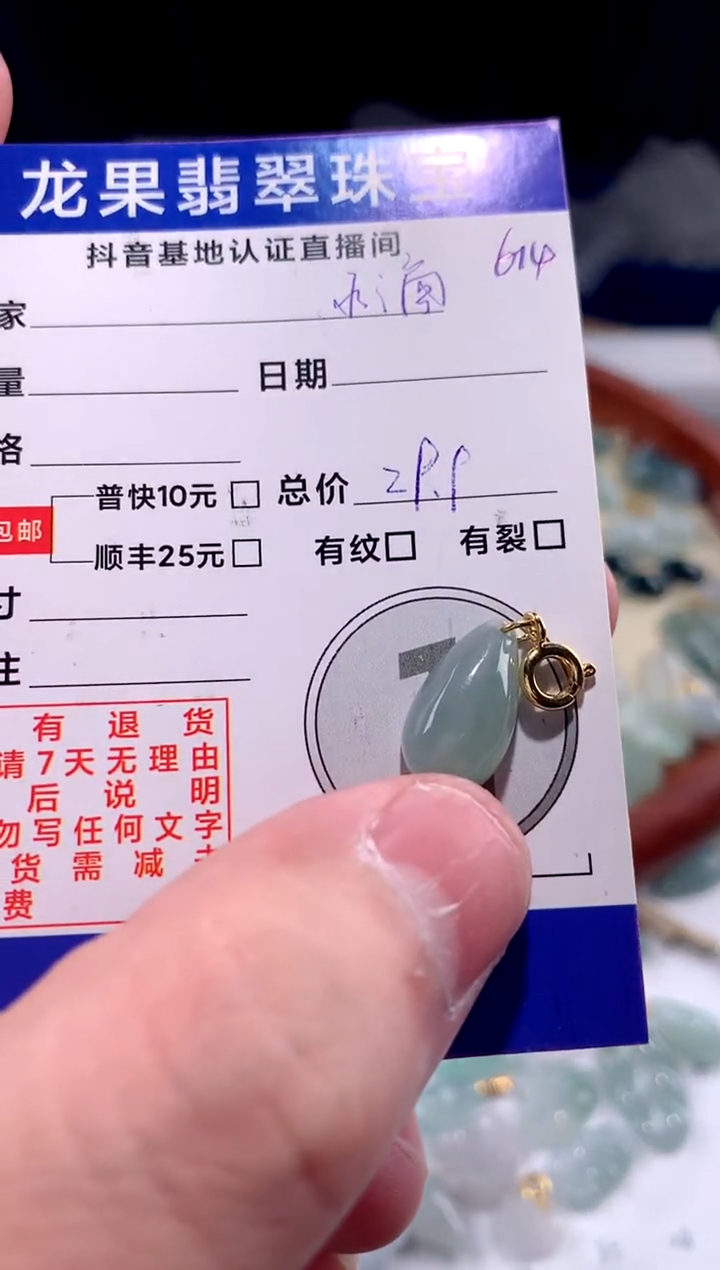 龙果翡翠珠宝
抖音基地认证直播间
614
家 水滴
量 日期
格
包邮 普快10元 总价 29.9
顺丰25元 有纹 有裂
寸
注
有退货
请7天无理由
后说明
勿写任何文字
货需减
费